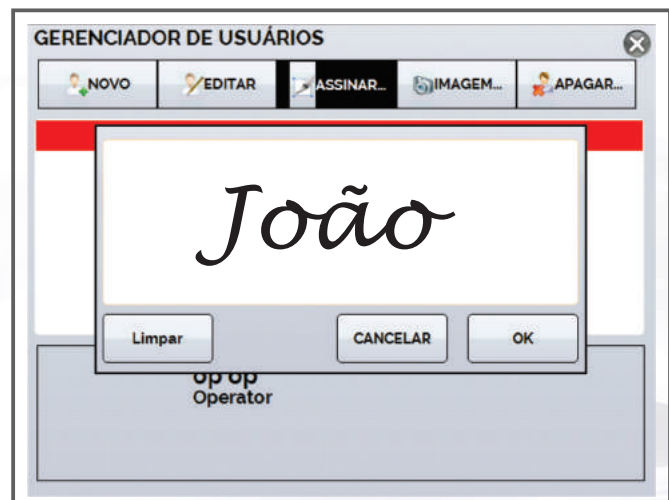 GERENCIADOR DE USUÁRIOS
NOVO EDITAR ASSINAR... IMAGEM... APAGAR...
João
Limpar CANCELAR OK
op op
Operator